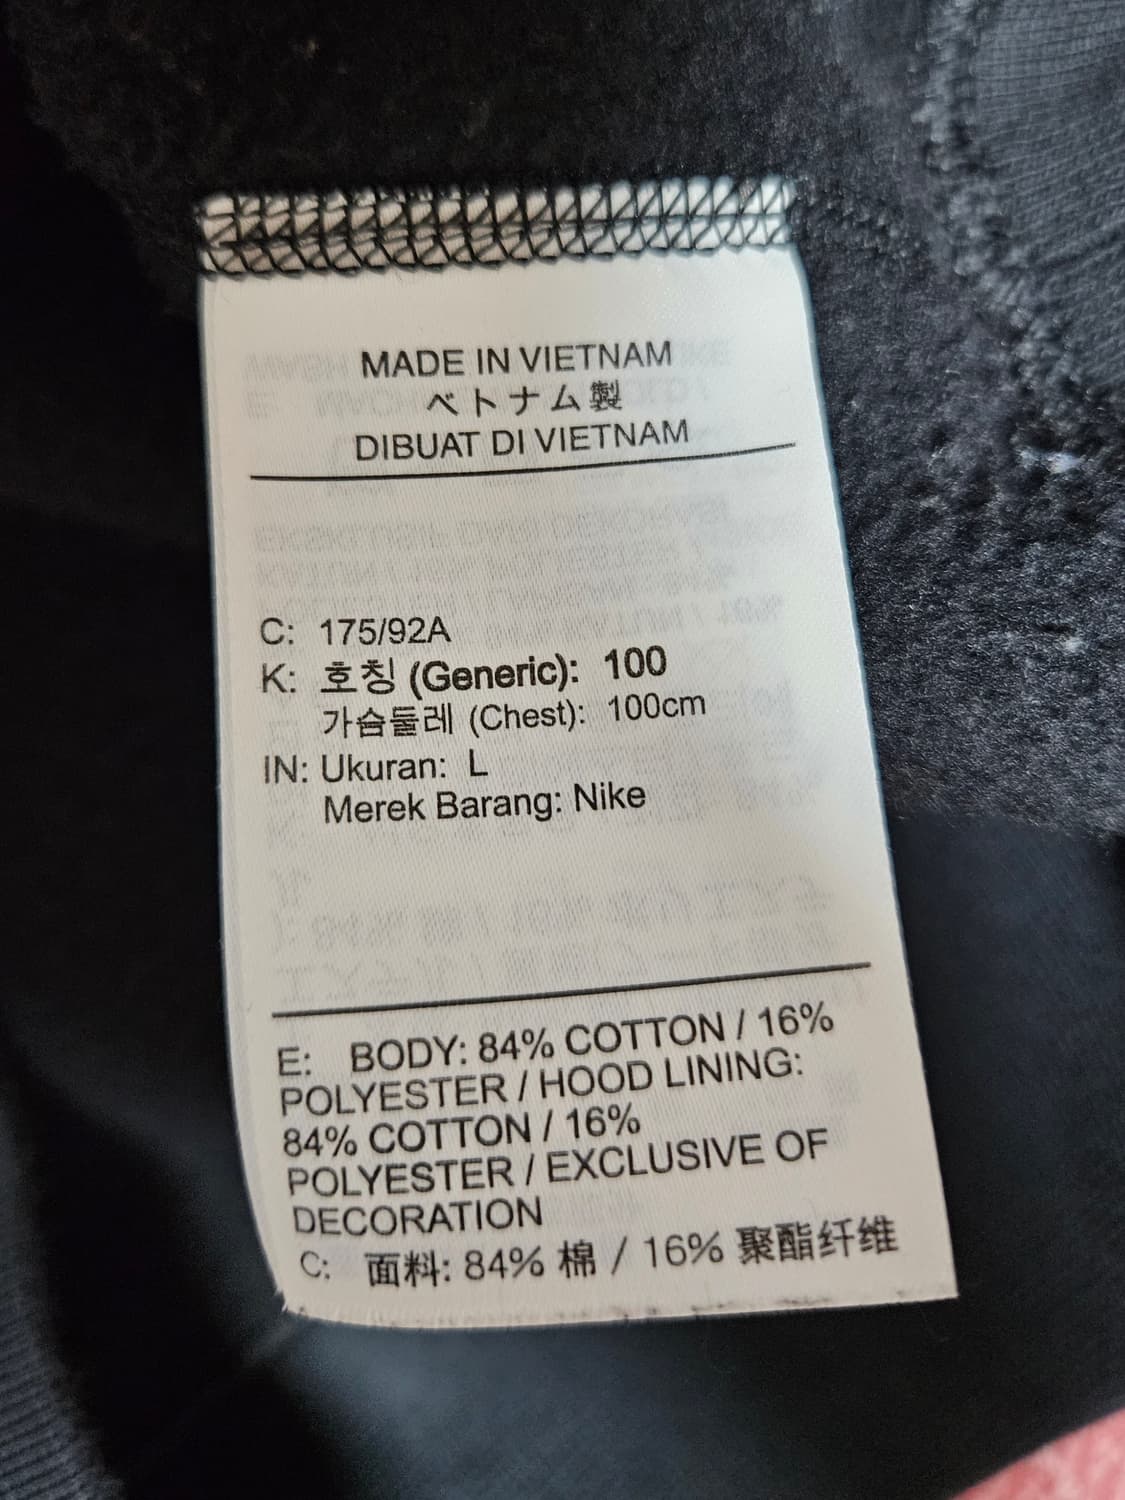 MADE IN VIETNAM
ベトナム製
DIBUAT DI VIETNAM
C: 175/92A
K: 호칭 (Generic): 100
가슴둘레 (Chest): 100cm
IN: Ukuran: L
Merek Barang: Nike
E: BODY: 84% COTTON / 16%
POLYESTER / HOOD LINING:
84% COTTON / 16%
POLYESTER / EXCLUSIVE OF
DECORATION
C: 面料: 84% 棉 / 16% 聚酯纤维